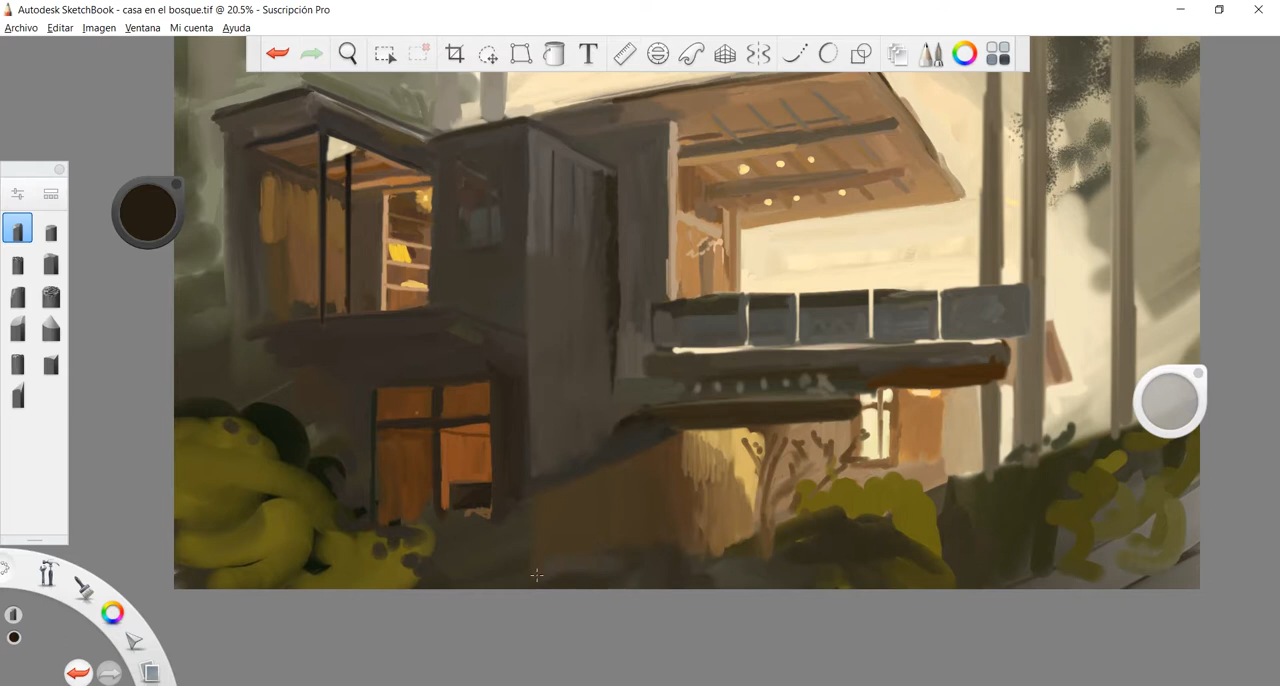 Autodesk SketchBook - casa en el bosque.tif @ 20.5% - Suscripción Pro
Archivo Editar Imagen Ventana Mi cuenta Ayuda
T